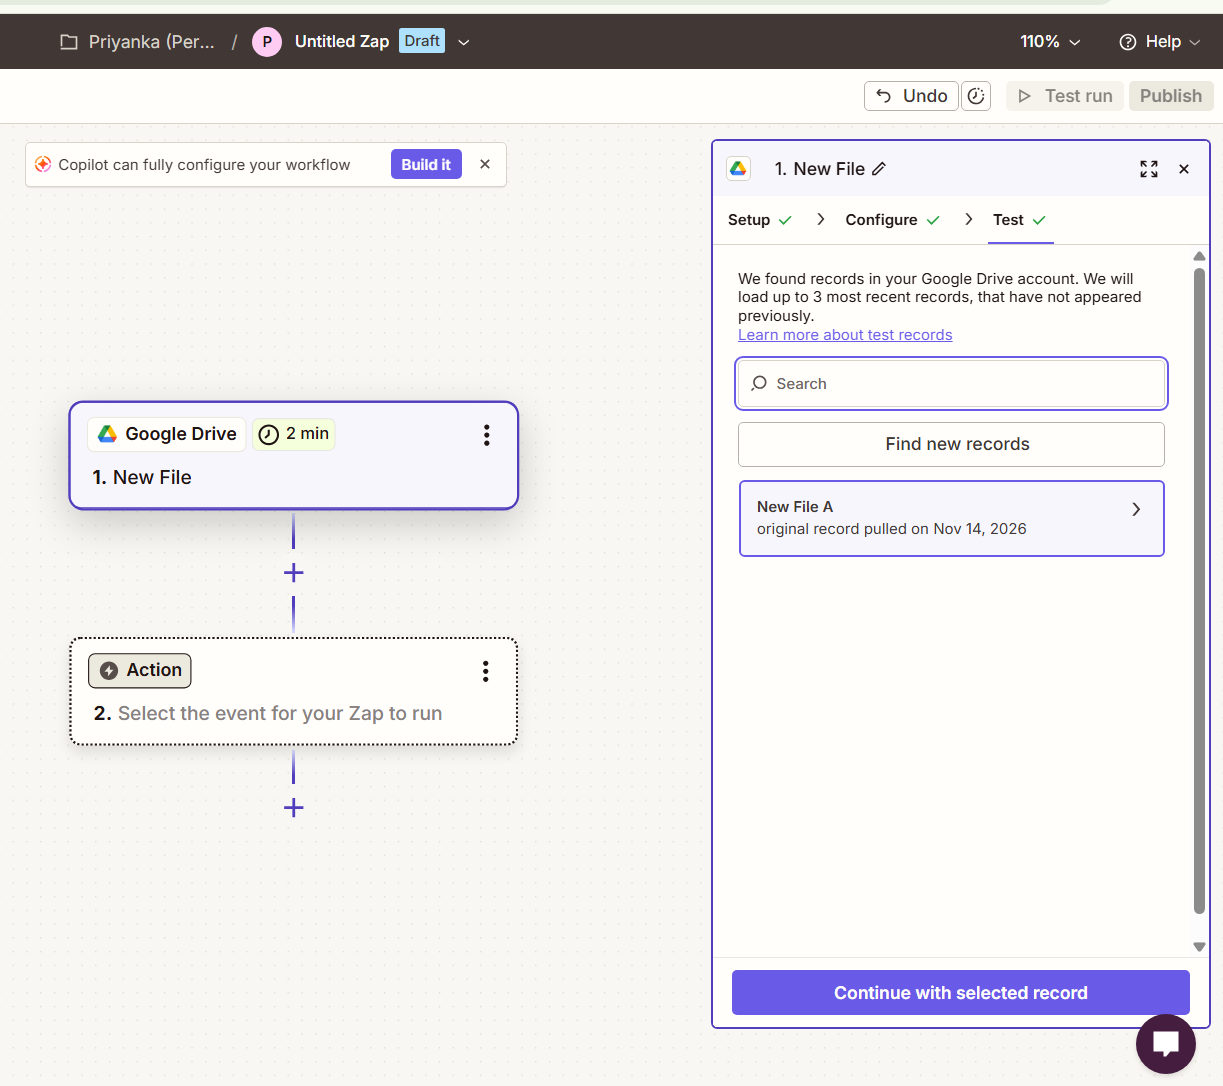 Priyanka (Per... / P Untitled Zap Draft 110% Help
Undo Test run Publish
Copilot can fully configure your workflow Build it
1. New File
Setup Configure Test
We found records in your Google Drive account. We will
load up to 3 most recent records, that have not appeared
previously.
Learn more about test records
Search
Find new records
New File A
original record pulled on Nov 14, 2026
Continue with selected record
Google Drive 2 min
1. New File
Action
2. Select the event for your Zap to run